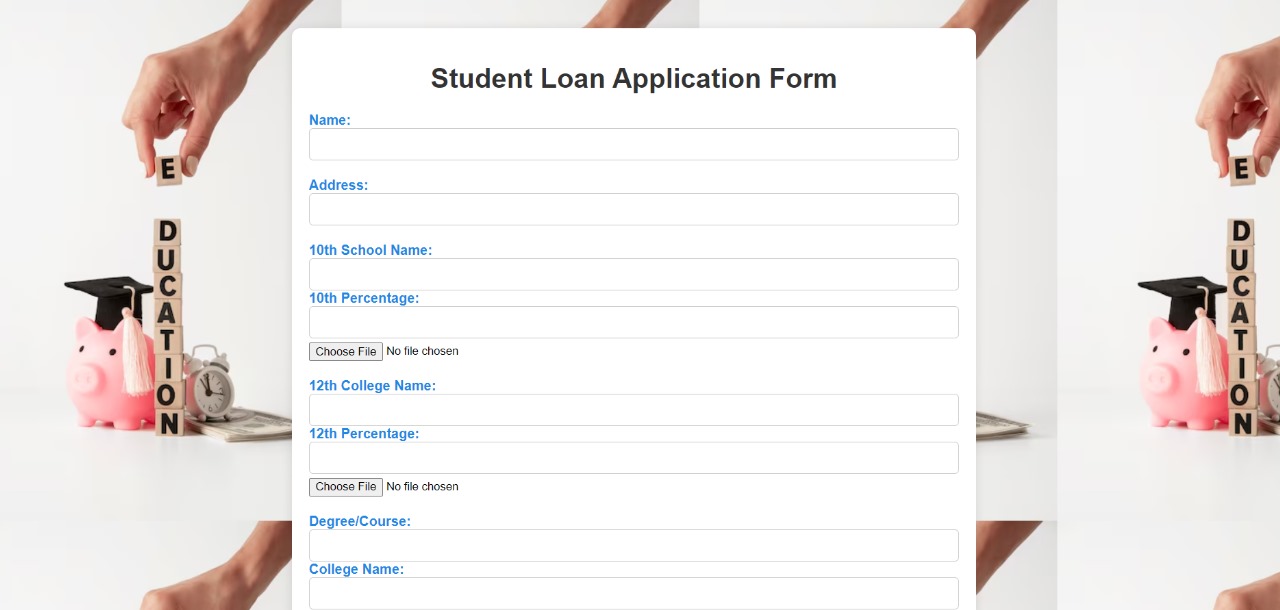 Student Loan Application Form
Name:
Address:
10th School Name:
10th Percentage:
Choose File No file chosen
12th College Name:
12th Percentage:
Choose File No file chosen
Degree/Course:
College Name:
E
D
U
C
A
T
I
O
N
E
D
U
C
A
T
I
O
N